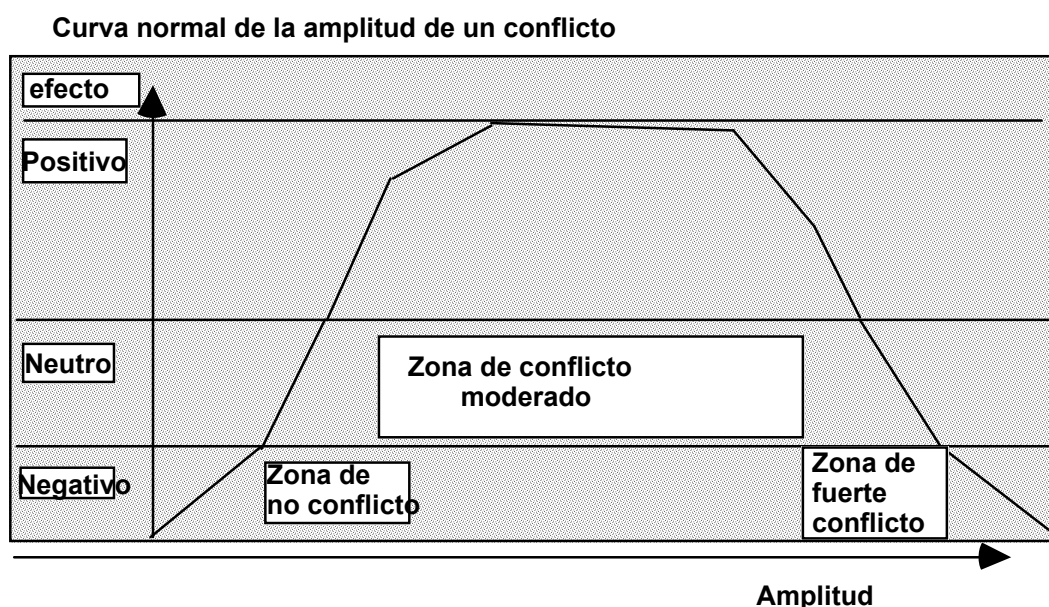 Curva normal de la amplitud de un conflicto
efecto
Positivo
Neutro
Zona de conflicto
moderado
Negativo
Zona de
no conflicto
Zona de
fuerte
conflicto
Amplitud